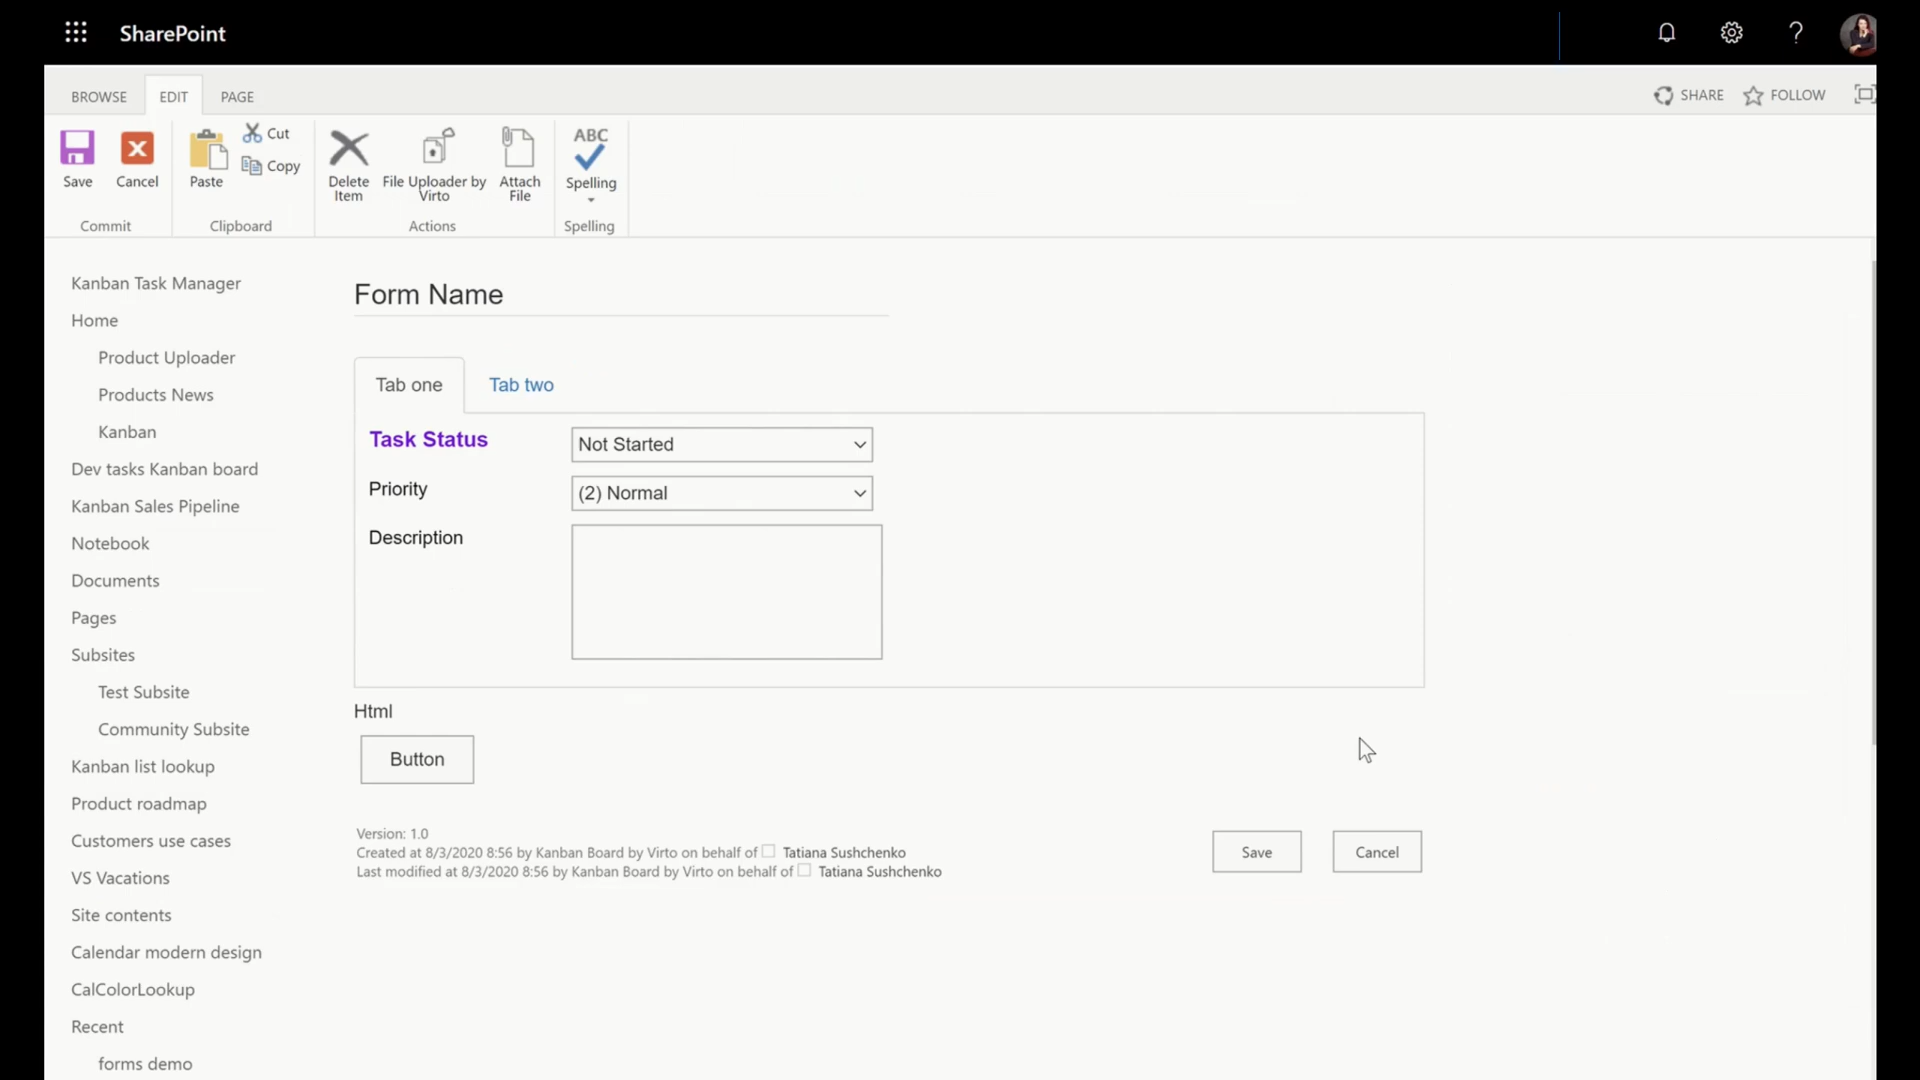 SharePoint
?
BROWSE EDIT PAGE SHARE FOLLOW
Save Cancel Paste Cut Copy Delete Item File Uploader by Virto Attach File ABC Spelling
Commit Clipboard Actions Spelling
Kanban Task Manager
Home
Product Uploader
Products News
Kanban
Dev tasks Kanban board
Kanban Sales Pipeline
Notebook
Documents
Pages
Subsites
Test Subsite
Community Subsite
Kanban list lookup
Product roadmap
Customers use cases
VS Vacations
Site contents
Calendar modern design
CalColorLookup
Recent
forms demo
Form Name
Tab one Tab two
Task Status Not Started
Priority (2) Normal
Description
Html
Button
Version: 1.0
Created at 8/3/2020 8:56 by Kanban Board by Virto on behalf of Tatiana Sushchenko
Last modified at 8/3/2020 8:56 by Kanban Board by Virto on behalf of Tatiana Sushchenko
Save Cancel